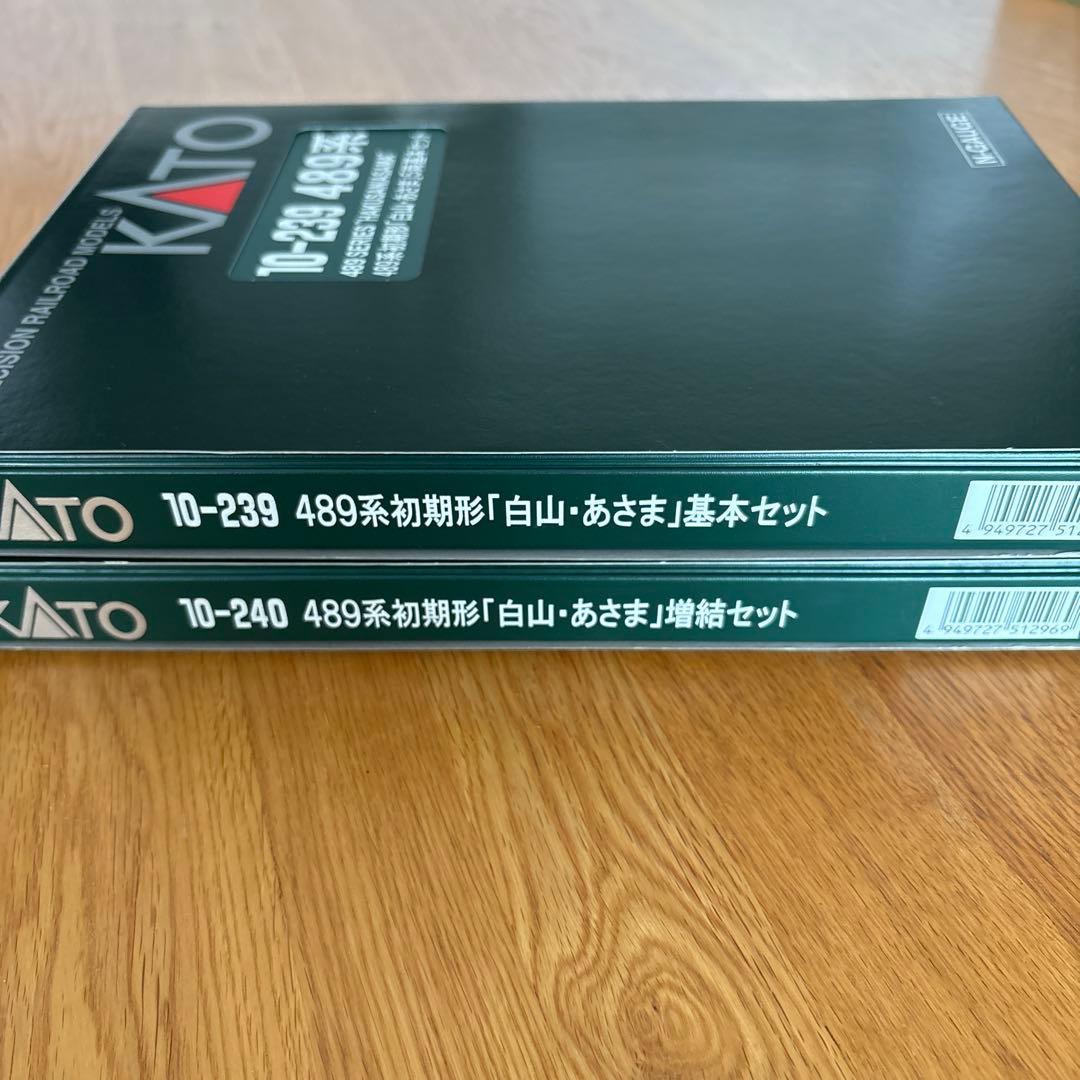 KATO
PRECISION RAILROAD MODELS
10-239 489系
489 SERIES "HAKUSAN/ASAMA"
N-GAUGE
KATO 10-239 489系初期形「白山・あさま」基本セット
4 949727 512
KATO 10-240 489系初期形「白山・あさま」増結セット
4 949727 512969